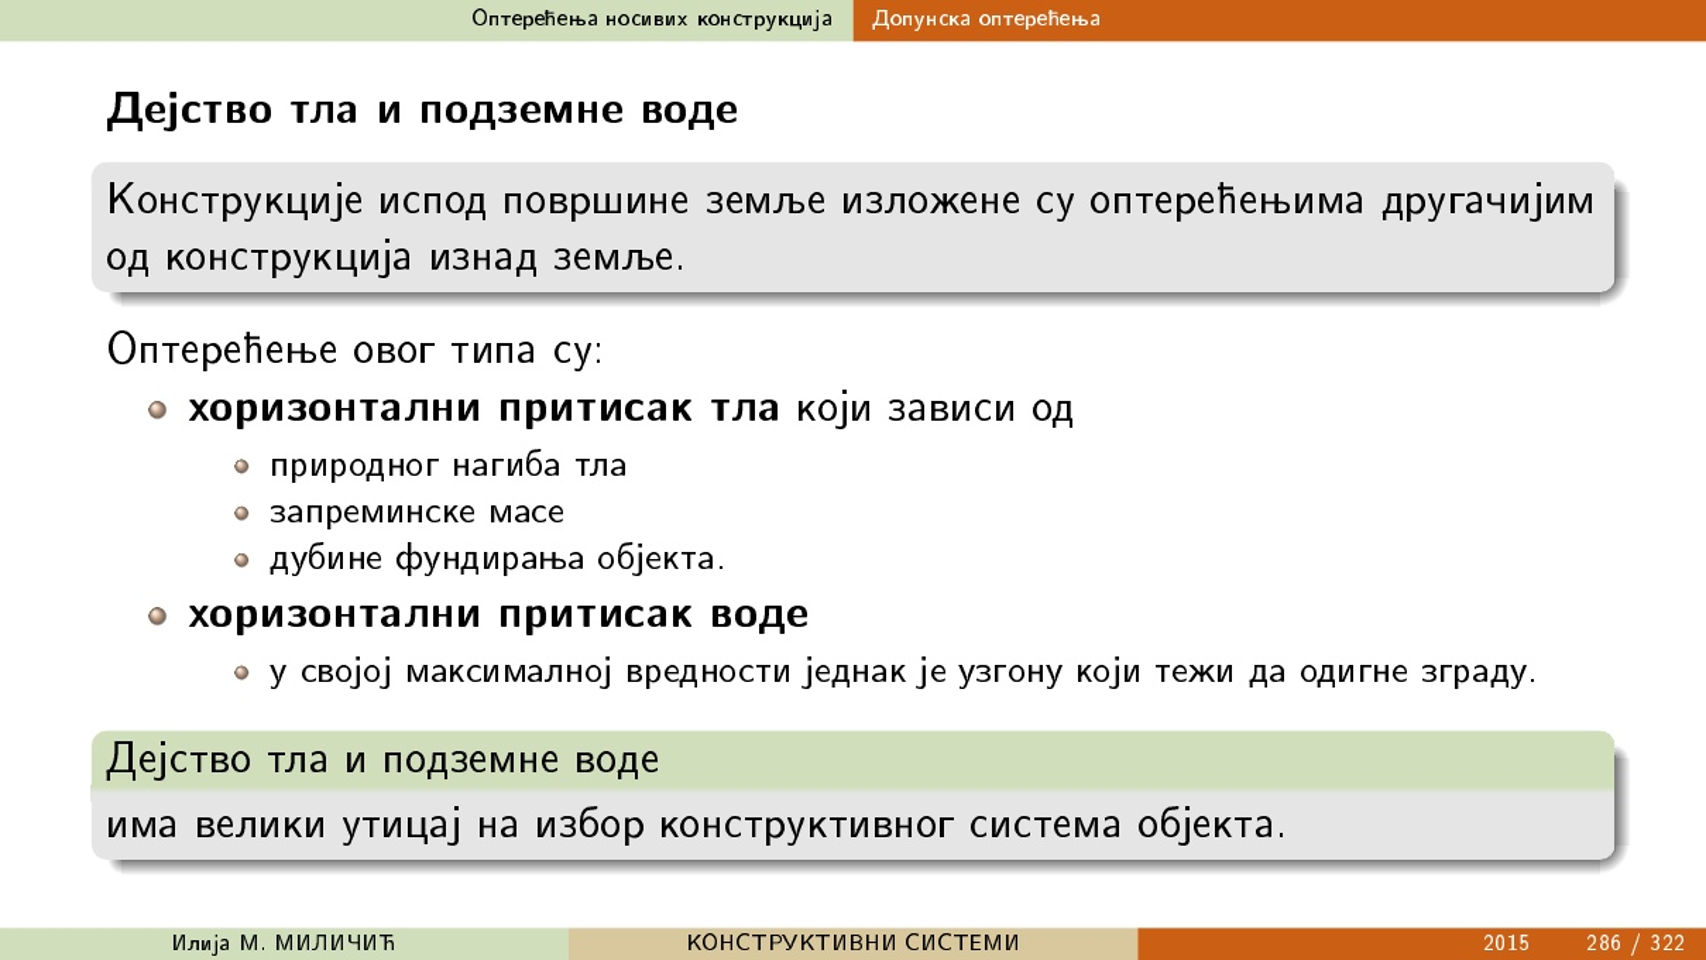 Оптерећења носивих конструкција Допунска оптерећења
Дејство тла и подземне воде
Конструкције испод површине земље изложене су оптерећењима другачијим
од конструкција изнад земље.
Оптерећење овог типа су:
хоризонтални притисак тла који зависи од
природног нагиба тла
запреминске масе
дубине фундирања објекта.
хоризонтални притисак воде
у својој максималној вредности једнак је узгону који тежи да одигне зграду.
Дејство тла и подземне воде
има велики утицај на избор конструктивног система објекта.
Илија М. МИЛИЧИЋ КОНСТРУКТИВНИ СИСТЕМИ 2015 286 / 322